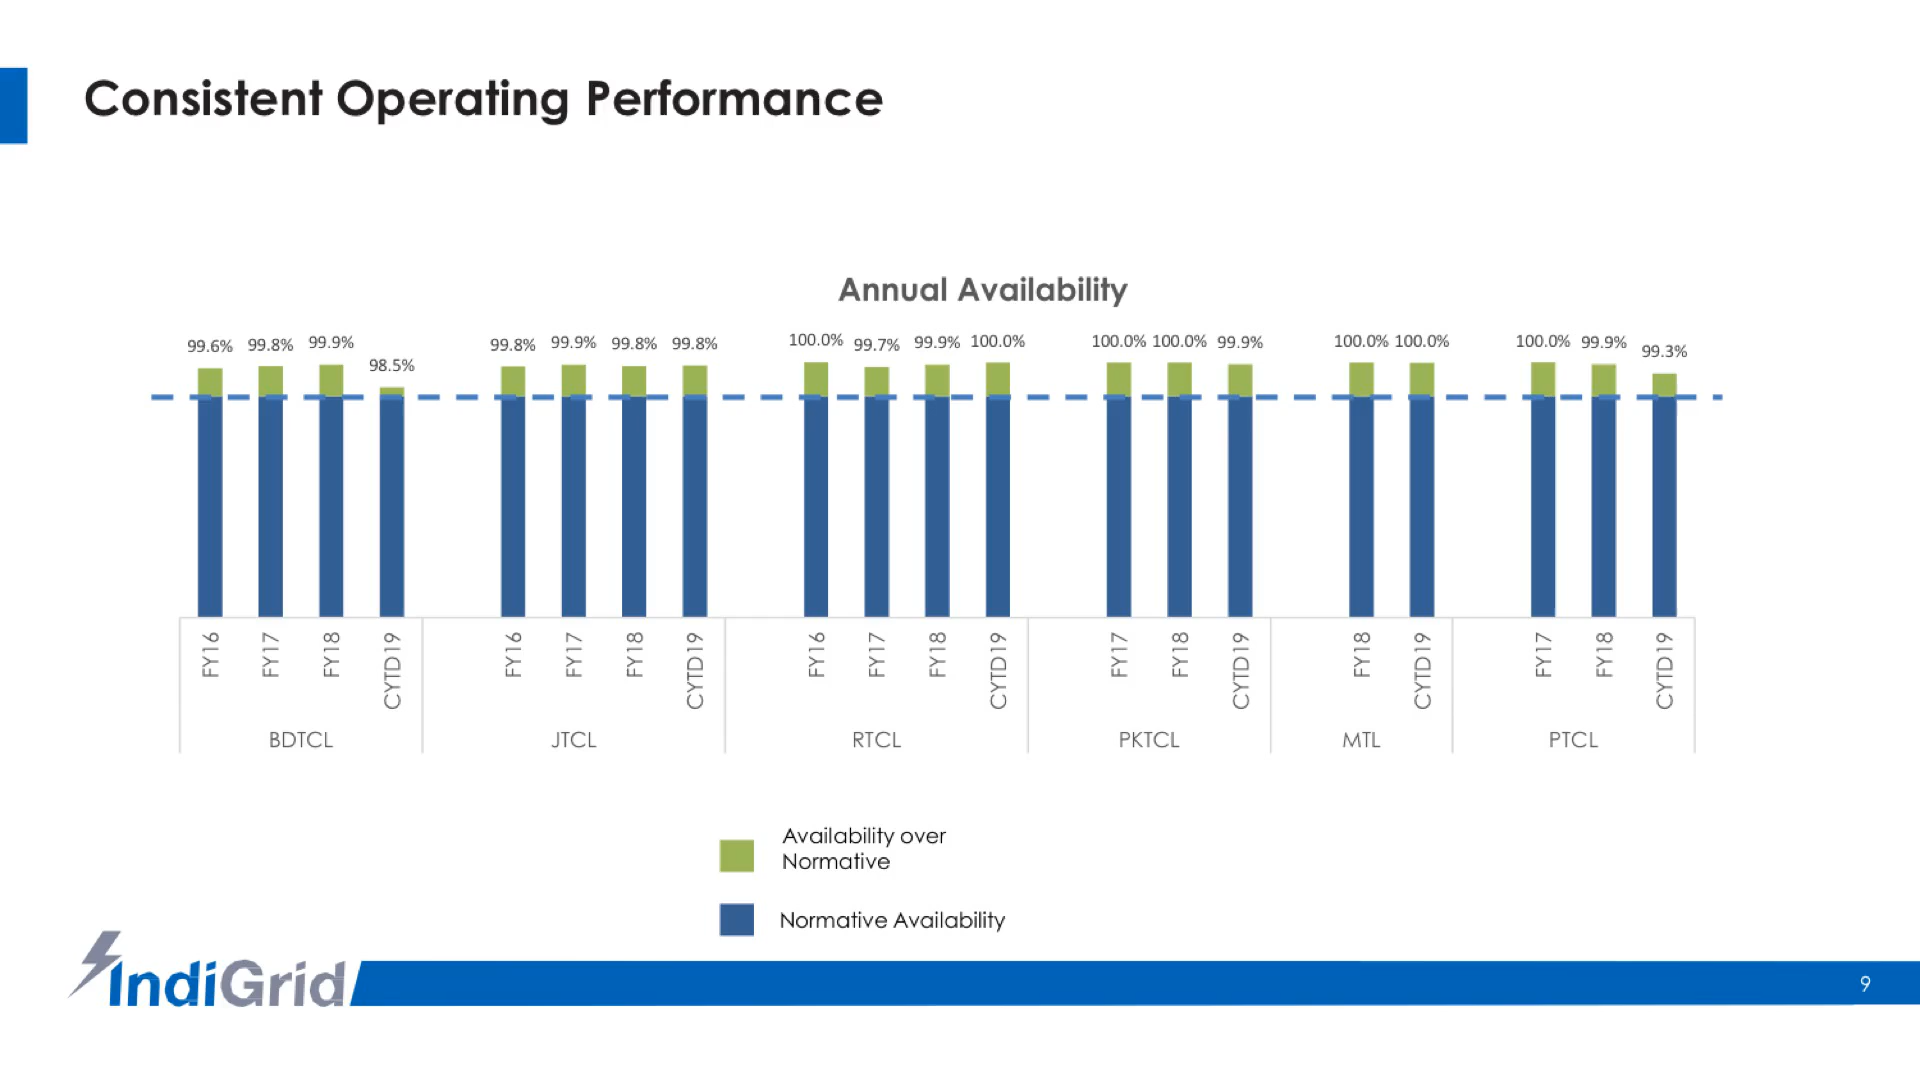 Consistent Operating Performance
Annual Availability
99.6% 99.8% 99.9% 98.5% 99.8% 99.9% 99.8% 99.8% 100.0% 99.7% 99.9% 100.0% 100.0% 100.0% 99.9% 100.0% 100.0% 100.0% 99.9% 99.3%
FY16 FY17 FY18 CYTD19 FY16 FY17 FY18 CYTD19 FY16 FY17 FY18 CYTD19 FY17 FY18 CYTD19 FY18 CYTD19 FY17 FY18 CYTD19
BDTCL JTCL RTCL PKTCL MTL PTCL
Availability over
Normative
Normative Availability
IndiGrid
9